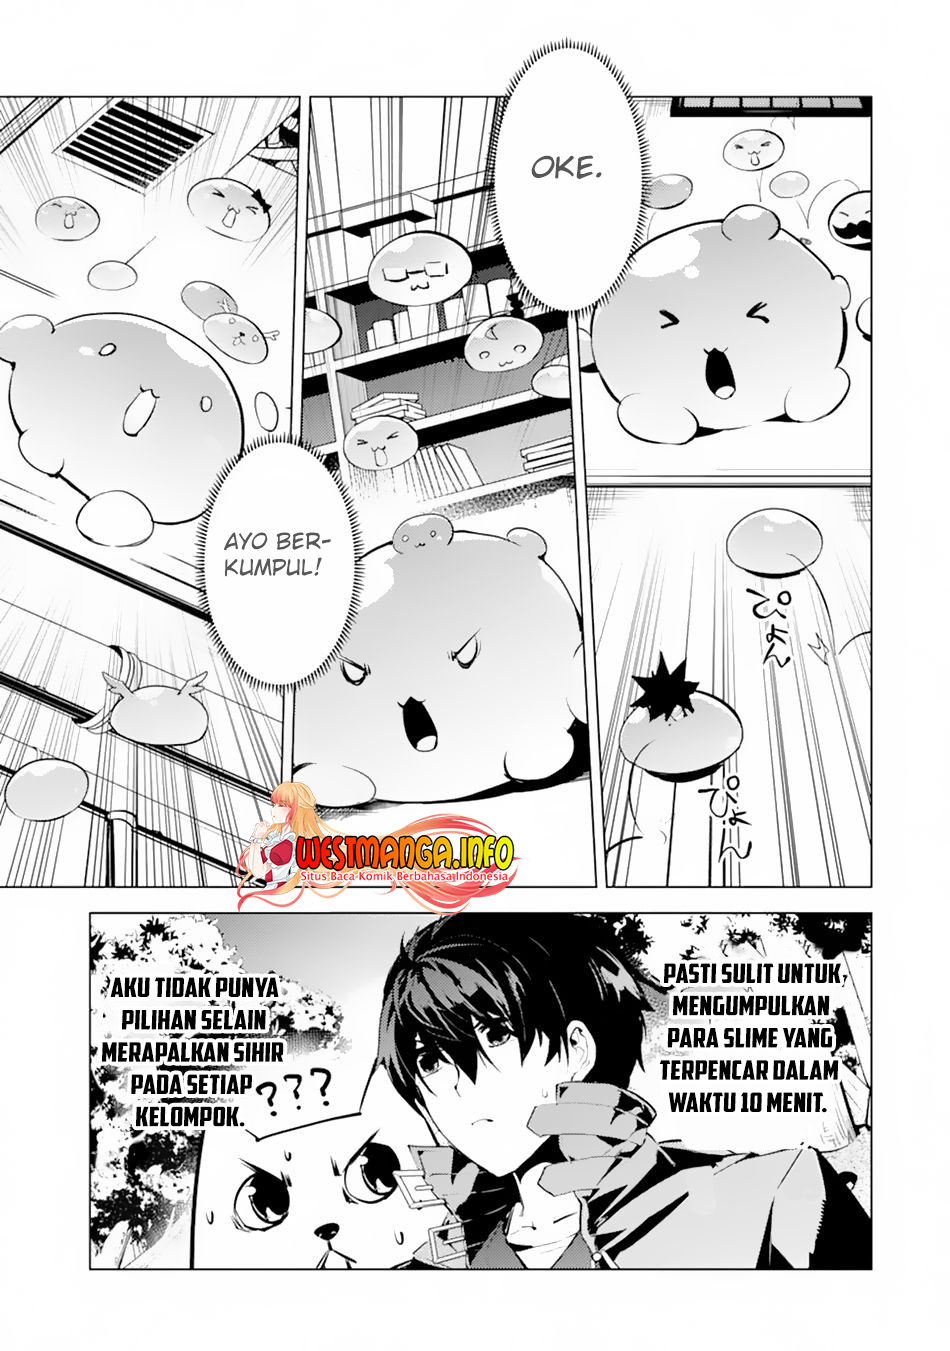 OKE.
ぴょん
ぴょん
AYO BER-
KUMPUL!
WESTMANGA.INFO
Situs Baca Komik Berbahasa Indonesia
PASTI SULIT UNTUK
MENGUMPULKAN
PARA SLIME YANG
TERPENCAR DALAM
WAKTU 10 MENIT.
???
AKU TIDAK PUNYA
PILIHAN SELAIN
MERAPALKAN SIHIR
PADA SETIAP
KELOMPOK.